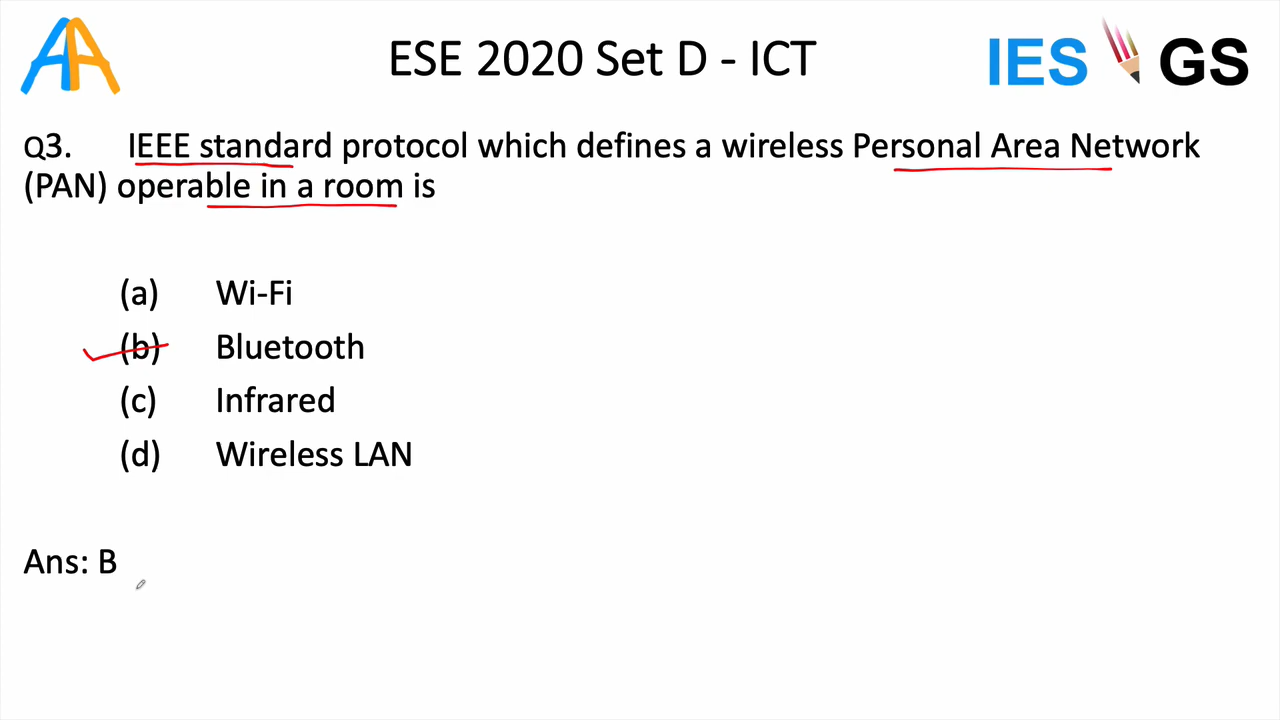 AA
ESE 2020 Set D - ICT
IES GS
Q3. IEEE standard protocol which defines a wireless Personal Area Network
(PAN) operable in a room is
(a) Wi-Fi
(b) Bluetooth
(c) Infrared
(d) Wireless LAN
Ans: B